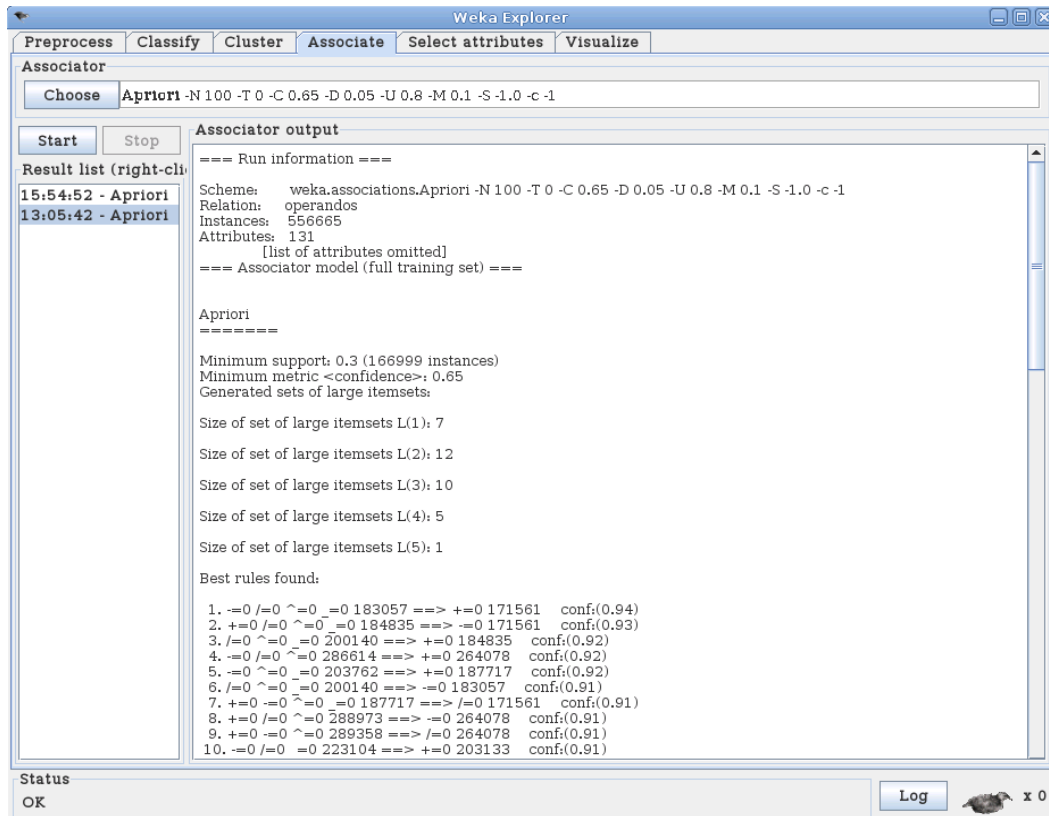 Weka Explorer
Preprocess Classify Cluster Associate Select attributes Visualize
Associator
Choose Apriori -N 100 -T 0 -C 0.65 -D 0.05 -U 0.8 -M 0.1 -S -1.0 -c -1
Start Stop
Result list (right-cli
15:54:52 - Apriori
13:05:42 - Apriori
Associator output
=== Run information ===
Scheme: weka.associations.Apriori -N 100 -T 0 -C 0.65 -D 0.05 -U 0.8 -M 0.1 -S -1.0 -c -1
Relation: operandos
Instances: 556665
Attributes: 131
[list of attributes omitted]
=== Associator model (full training set) ===
Apriori
=======
Minimum support: 0.3 (166999 instances)
Minimum metric <confidence>: 0.65
Generated sets of large itemsets:
Size of set of large itemsets L(1): 7
Size of set of large itemsets L(2): 12
Size of set of large itemsets L(3): 10
Size of set of large itemsets L(4): 5
Size of set of large itemsets L(5): 1
Best rules found:
1. -=0 /=0 ^=0 _=0 183057 ==> +=0 171561 conf:(0.94)
2. +=0 /=0 ^=0 _=0 184835 ==> -=0 171561 conf:(0.93)
3. /=0 ^=0 _=0 200140 ==> +=0 184835 conf:(0.92)
4. -=0 /=0 ^=0 286614 ==> +=0 264078 conf:(0.92)
5. -=0 ^=0 _=0 203762 ==> +=0 187717 conf:(0.92)
6. /=0 ^=0 _=0 200140 ==> -=0 183057 conf:(0.91)
7. +=0 -=0 ^=0 _=0 187717 ==> /=0 171561 conf:(0.91)
8. +=0 /=0 ^=0 288973 ==> -=0 264078 conf:(0.91)
9. +=0 -=0 ^=0 289358 ==> /=0 264078 conf:(0.91)
10. -=0 /=0 _=0 223104 ==> +=0 203133 conf:(0.91)
Status
OK
Log x 0